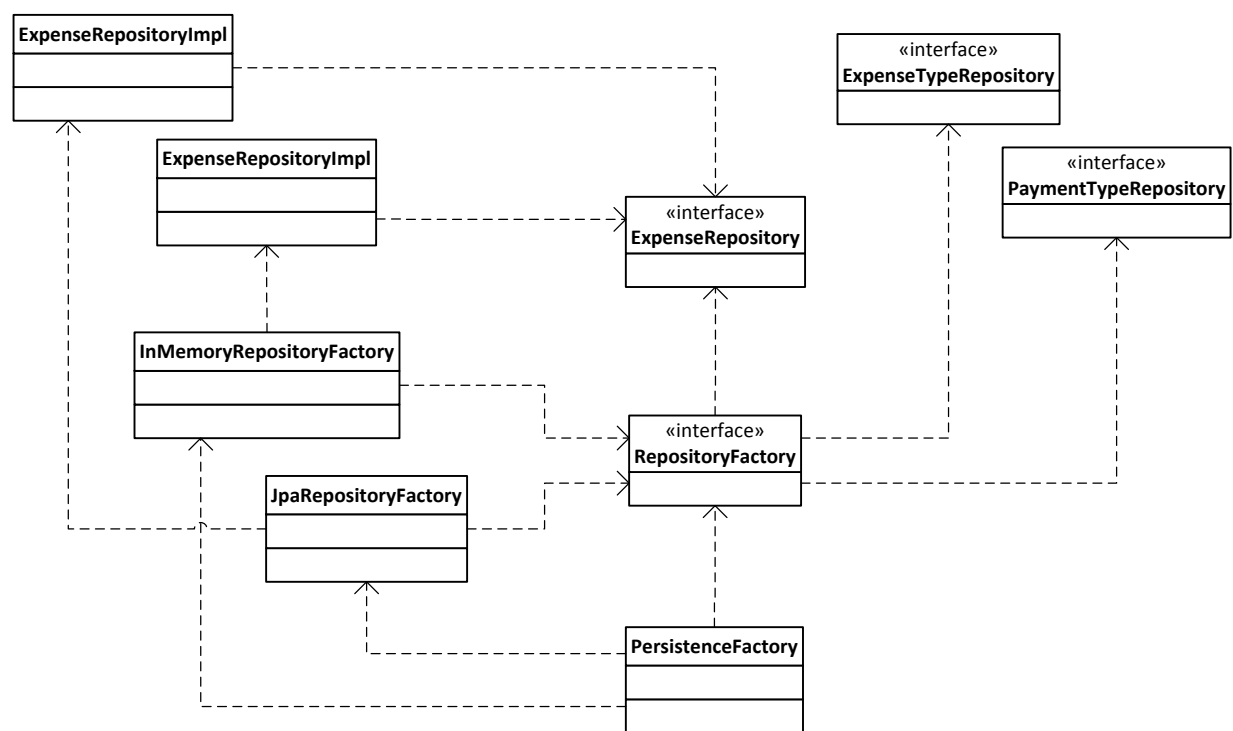 ExpenseRepositoryImpl
«interface»
ExpenseTypeRepository
ExpenseRepositoryImpl
«interface»
PaymentTypeRepository
«interface»
ExpenseRepository
InMemoryRepositoryFactory
«interface»
RepositoryFactory
JpaRepositoryFactory
PersistenceFactory